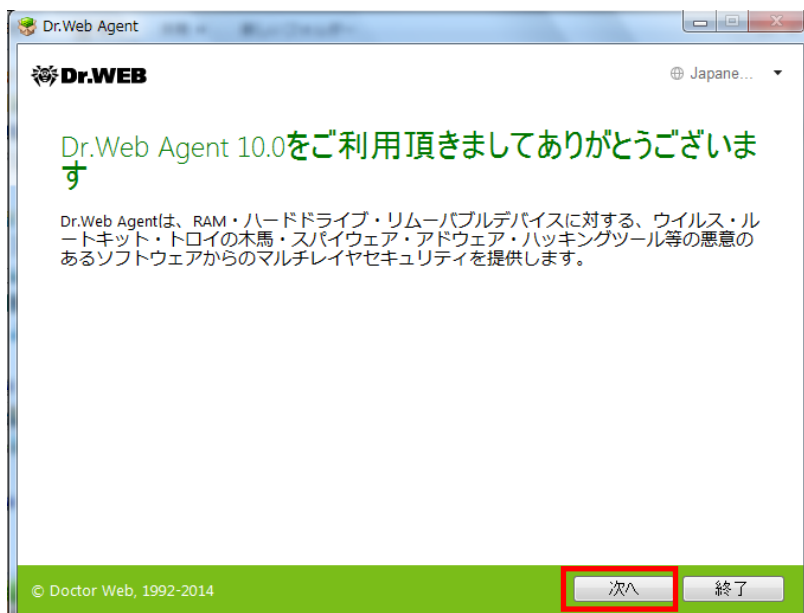 Dr.Web Agent
Dr.WEB
Japane...
Dr.Web Agent 10.0をご利用頂きましてありがとうございま
す
Dr.Web Agentは、RAM・ハードドライブ・リムーバブルデバイスに対する、ウイルス・ル
ートキット・トロイの木馬・スパイウェア・アドウェア・ハッキングツール等の悪意の
あるソフトウェアからのマルチレイヤセキュリティを提供します。
© Doctor Web, 1992-2014
次へ
終了